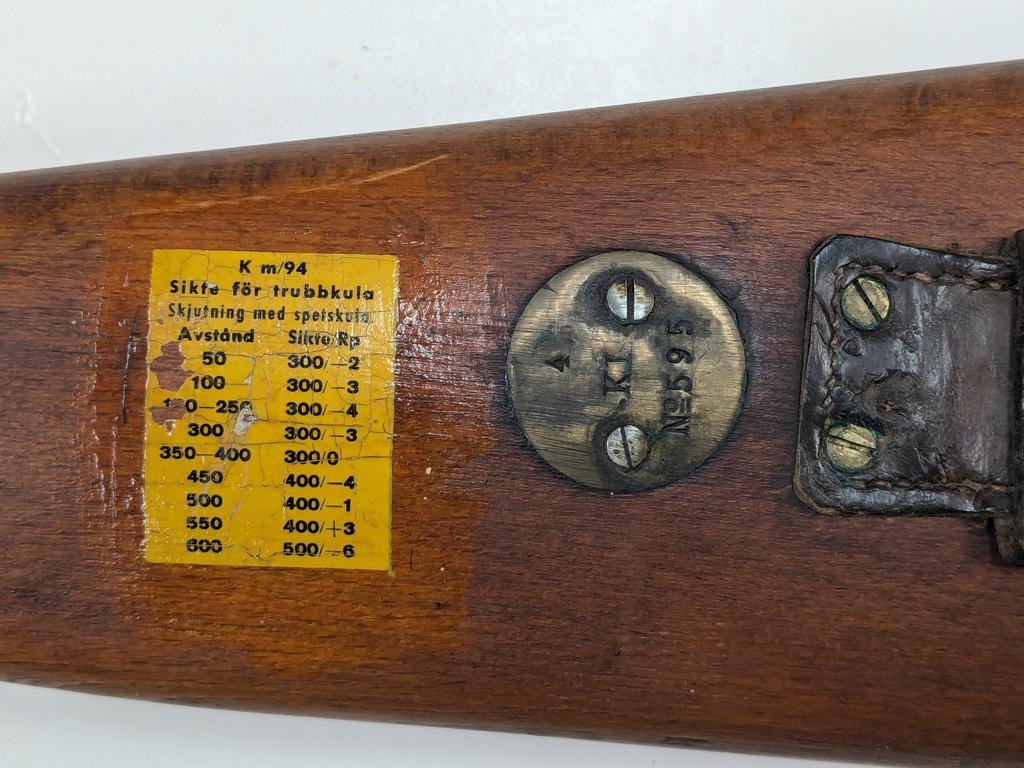 K m/94
Sikte för trubbkula
Skjutning med spetskula
Avstånd Sikte/Rp
50 300/−2
100 300/−3
300/−4
300 300/−3
350−400 300/0
450 400/−4
500 400/−1
550 400/+3
600 500/−6
4
.KI
№595